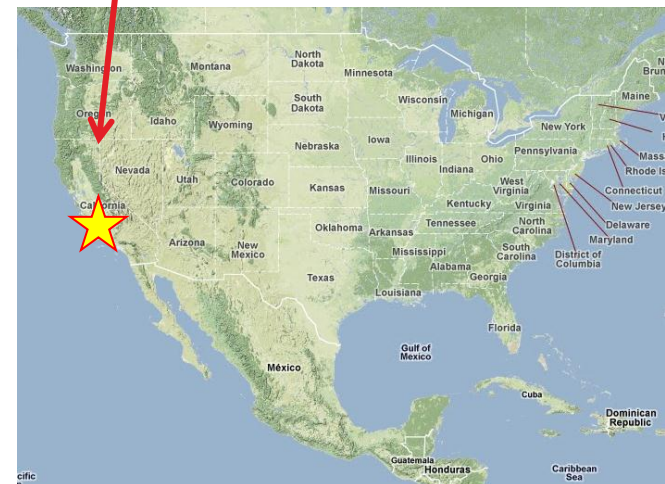 Washington
Montana
North
Dakota
Minnesota
Brun
Maine
Oregon
Idaho
Wyoming
South
Dakota
Wisconsin
Michigan
New York
Mass
Rhode Is
Connecticut
New Jersey
Delaware
Maryland
District of
Columbia
Nebraska
Iowa
Illinois
Indiana
Ohio
Pennsylvania
Nevada
Utah
Colorado
Kansas
Missouri
West
Virginia
Virginia
Kentucky
California
Arizona
New
Mexico
Oklahoma
Arkansas
Tennessee
North
Carolina
South
Carolina
Mississippi
Alabama
Georgia
Texas
Louisiana
Florida
Gulf of
Mexico
México
Cuba
Dominican
Republic
Guatemala
Honduras
Caribbean
Sea
cific